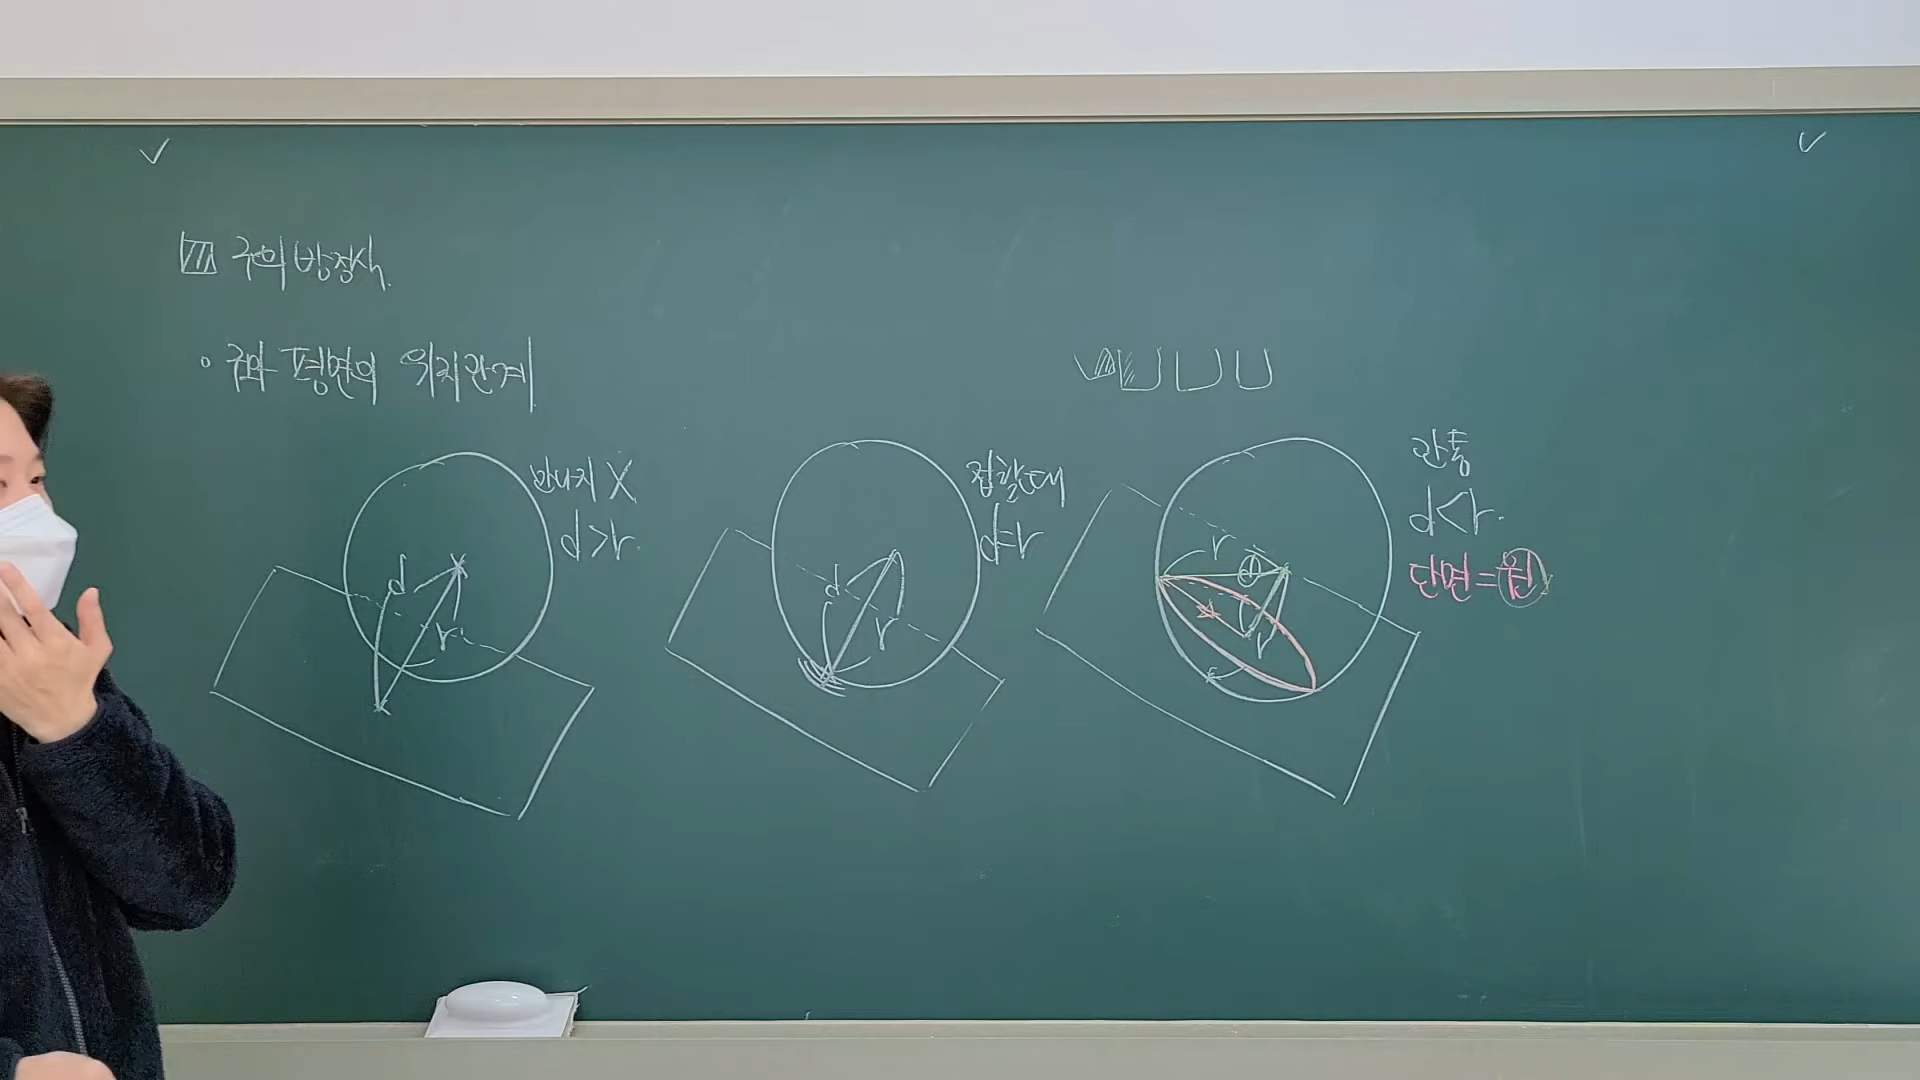 구의 방정식
• 구와 평면의 위치관계
만나지 X
d > r
d
r
접할 때
d = r
d
r
관통
d < r
단면 = 원
r
d
r